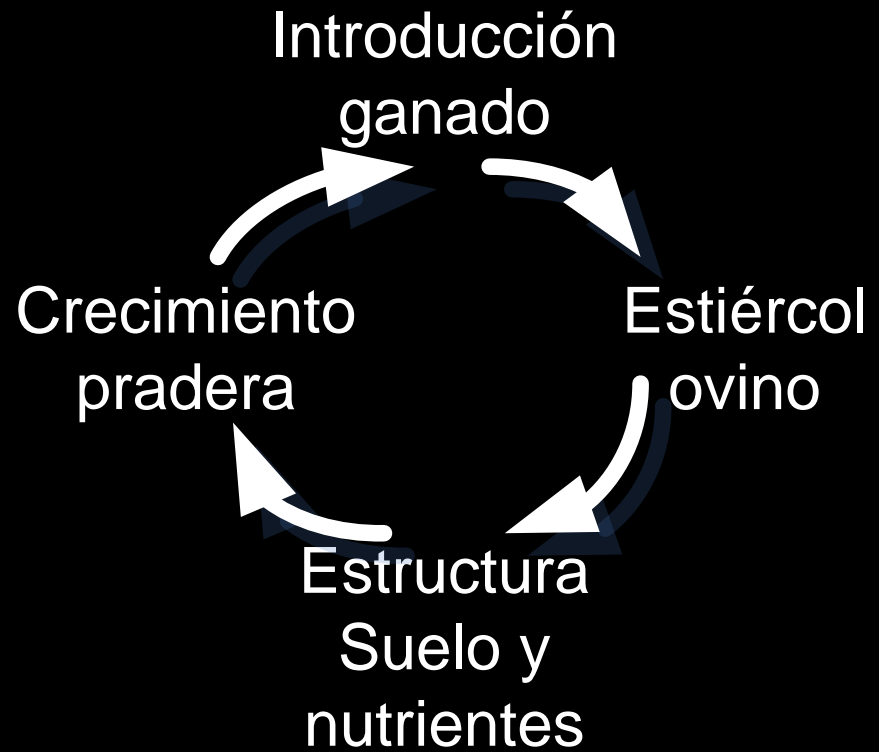 Introducción
ganado
Crecimiento
pradera
Estiércol
ovino
Estructura
Suelo y
nutrientes